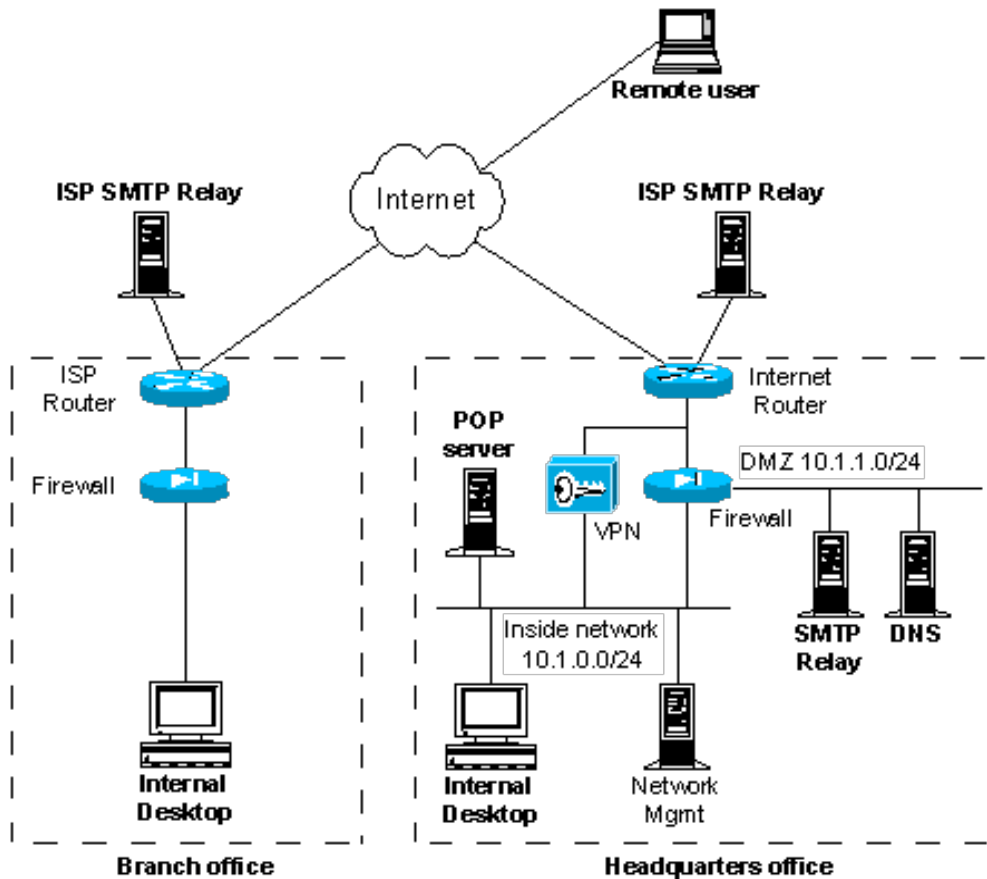 Remote user
ISP SMTP Relay
Internet
ISP SMTP Relay
ISP
Router
Internet
Router
POP
server
DMZ 10.1.1.0/24
Firewall
VPN
Firewall
Inside network
10.1.0.0/24
SMTP
Relay
DNS
Internal
Desktop
Internal
Desktop
Network
Mgmt
Branch office
Headquarters office